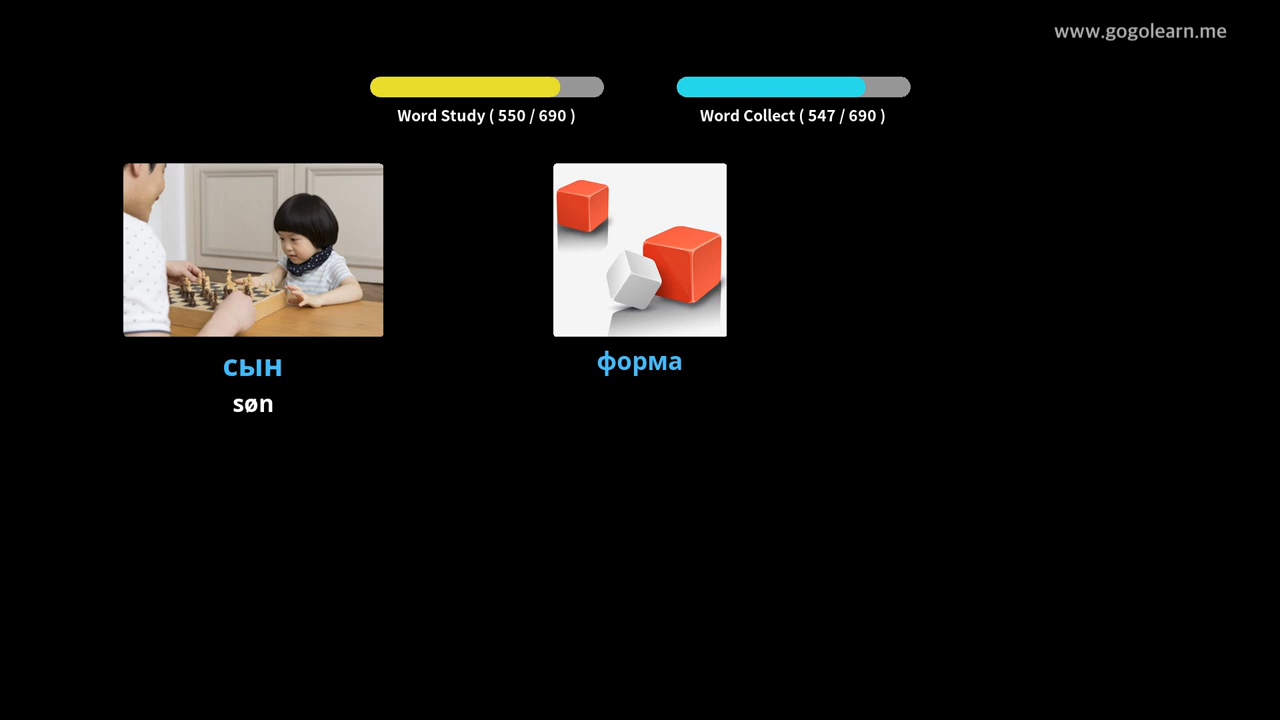 www.gogolearn.me
Word Study ( 550 / 690 )
Word Collect ( 547 / 690 )
сын
søn
форма